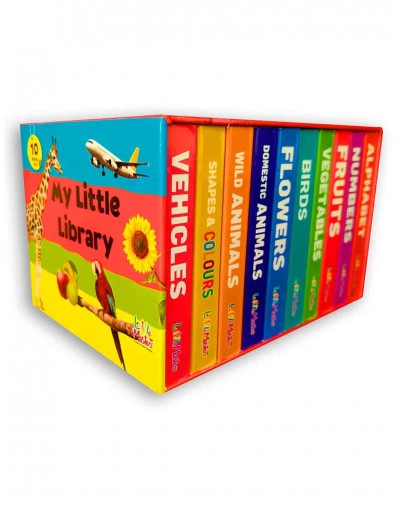 10
My Little
Library
VEHICLES
SHAPES & COLOURS
WILD ANIMALS
DOMESTIC ANIMALS
FLOWERS
BIRDS
VEGETABLES
FRUITS
NUMBERS
ALPHABET